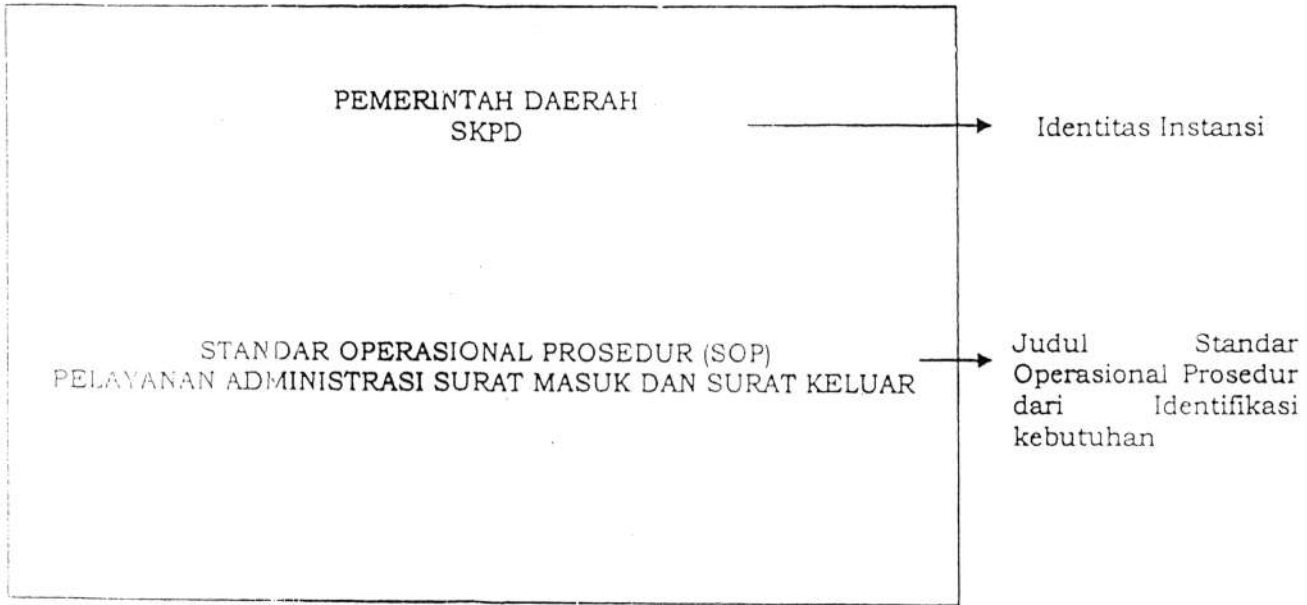 PEMERINTAH DAERAH
SKPD
Identitas Instansi
STANDAR OPERASIONAL PROSEDUR (SOP)
PELAYANAN ADMINISTRASI SURAT MASUK DAN SURAT KELUAR
Judul Standar
Operasional Prosedur
dari Identifikasi
kebutuhan